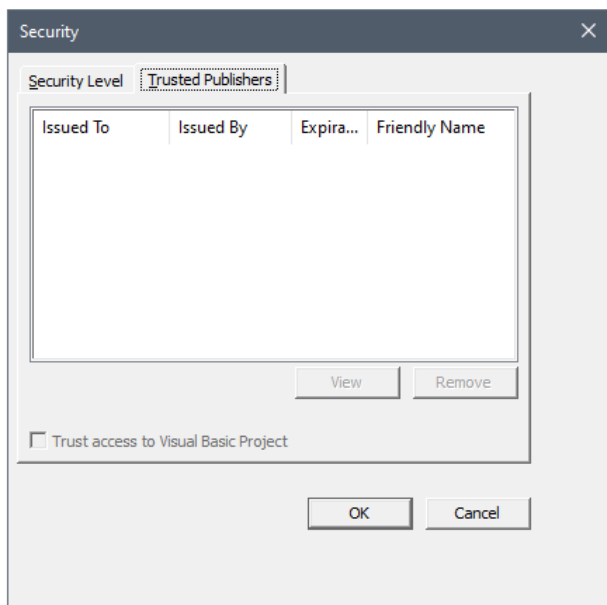 Security
Security Level Trusted Publishers
Issued To Issued By Expira... Friendly Name
View Remove
Trust access to Visual Basic Project
OK Cancel